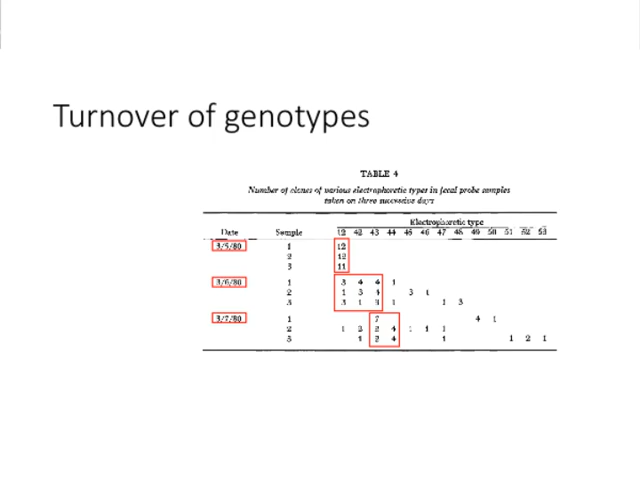 Turnover of genotypes
TABLE 4
Number of clones of various electrophoretic types in fecal probe samples
taken on three successive days
Electrophoretic type
Date Sample 12 42 43 44 45 46 47 48 49 50 51 52 53
3/5/80 1 12
2 12
3 11
3/6/80 1 3 4 4 1
2 1 3 4 3 1
3 3 1 3 1 1 3
3/7/80 1 7 4 1
2 1 2 4 1 1 1
3 1 2 4 1 1 2 1